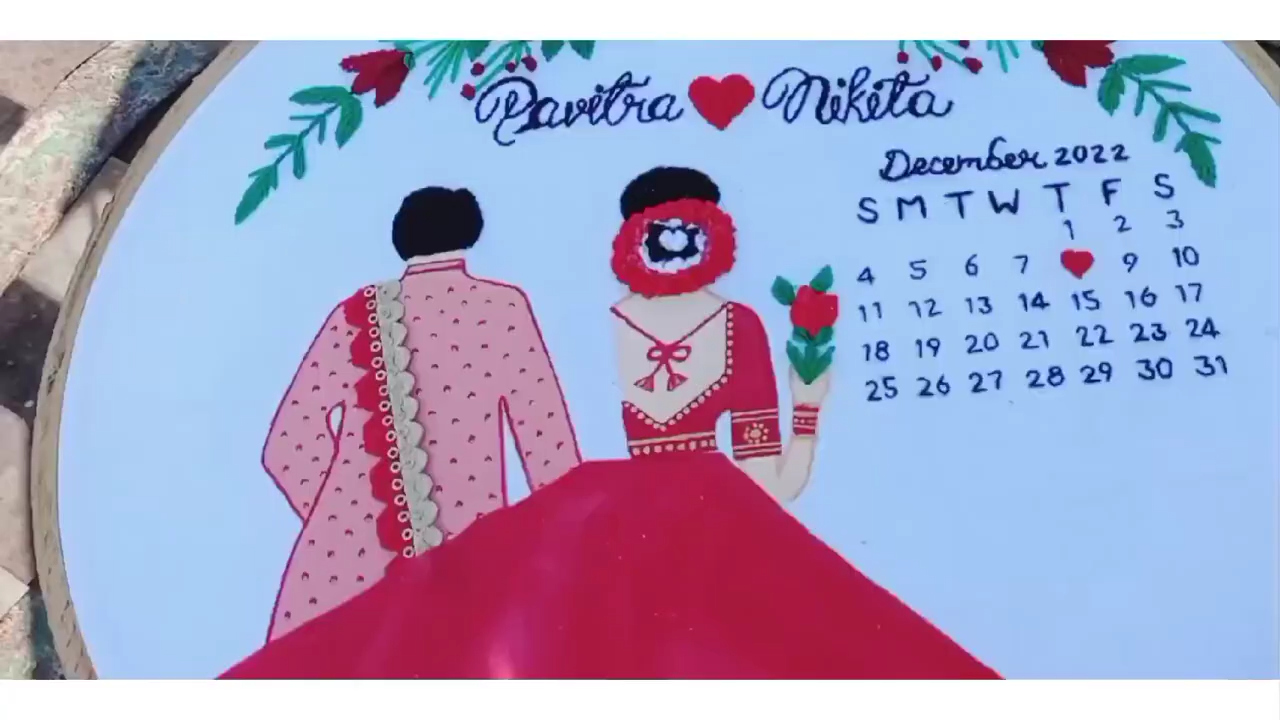 Pavitra ❤ Nikita
December 2022
S M T W T F S
1 2 3
4 5 6 7 ❤ 9 10
11 12 13 14 15 16 17
18 19 20 21 22 23 24
25 26 27 28 29 30 31